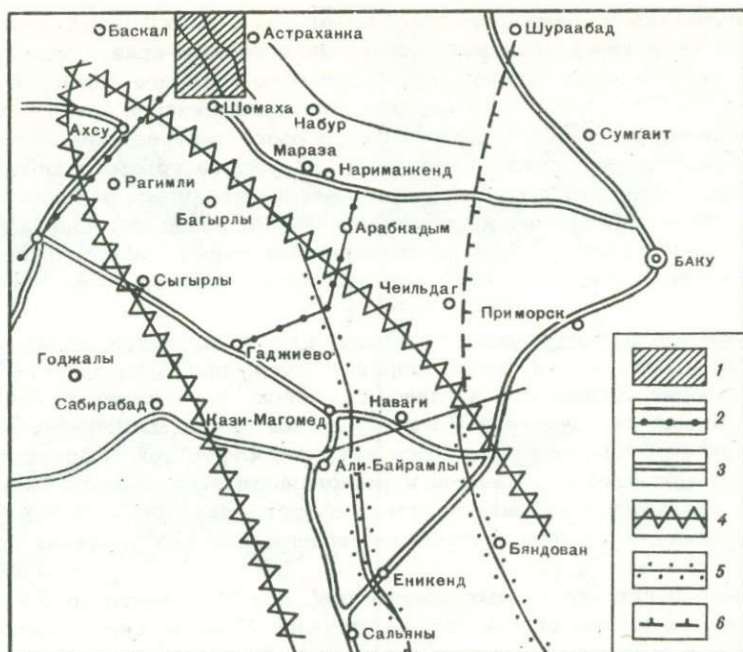 Баскал
Астраханка
Шураабад
Шемаха
Набур
Ахсу
Сумгаит
Мараза
Нариманкенд
Рагимли
Багырлы
Арабкадым
БАКУ
Чеильдаг
Сыгырлы
Приморск
Гаджиево
Годжалы
Сабирабад
Кази-Магомед
Наваги
Али-Байрамлы
Бяндован
Еникенд
Сальяны
1
2
3
4
5
6